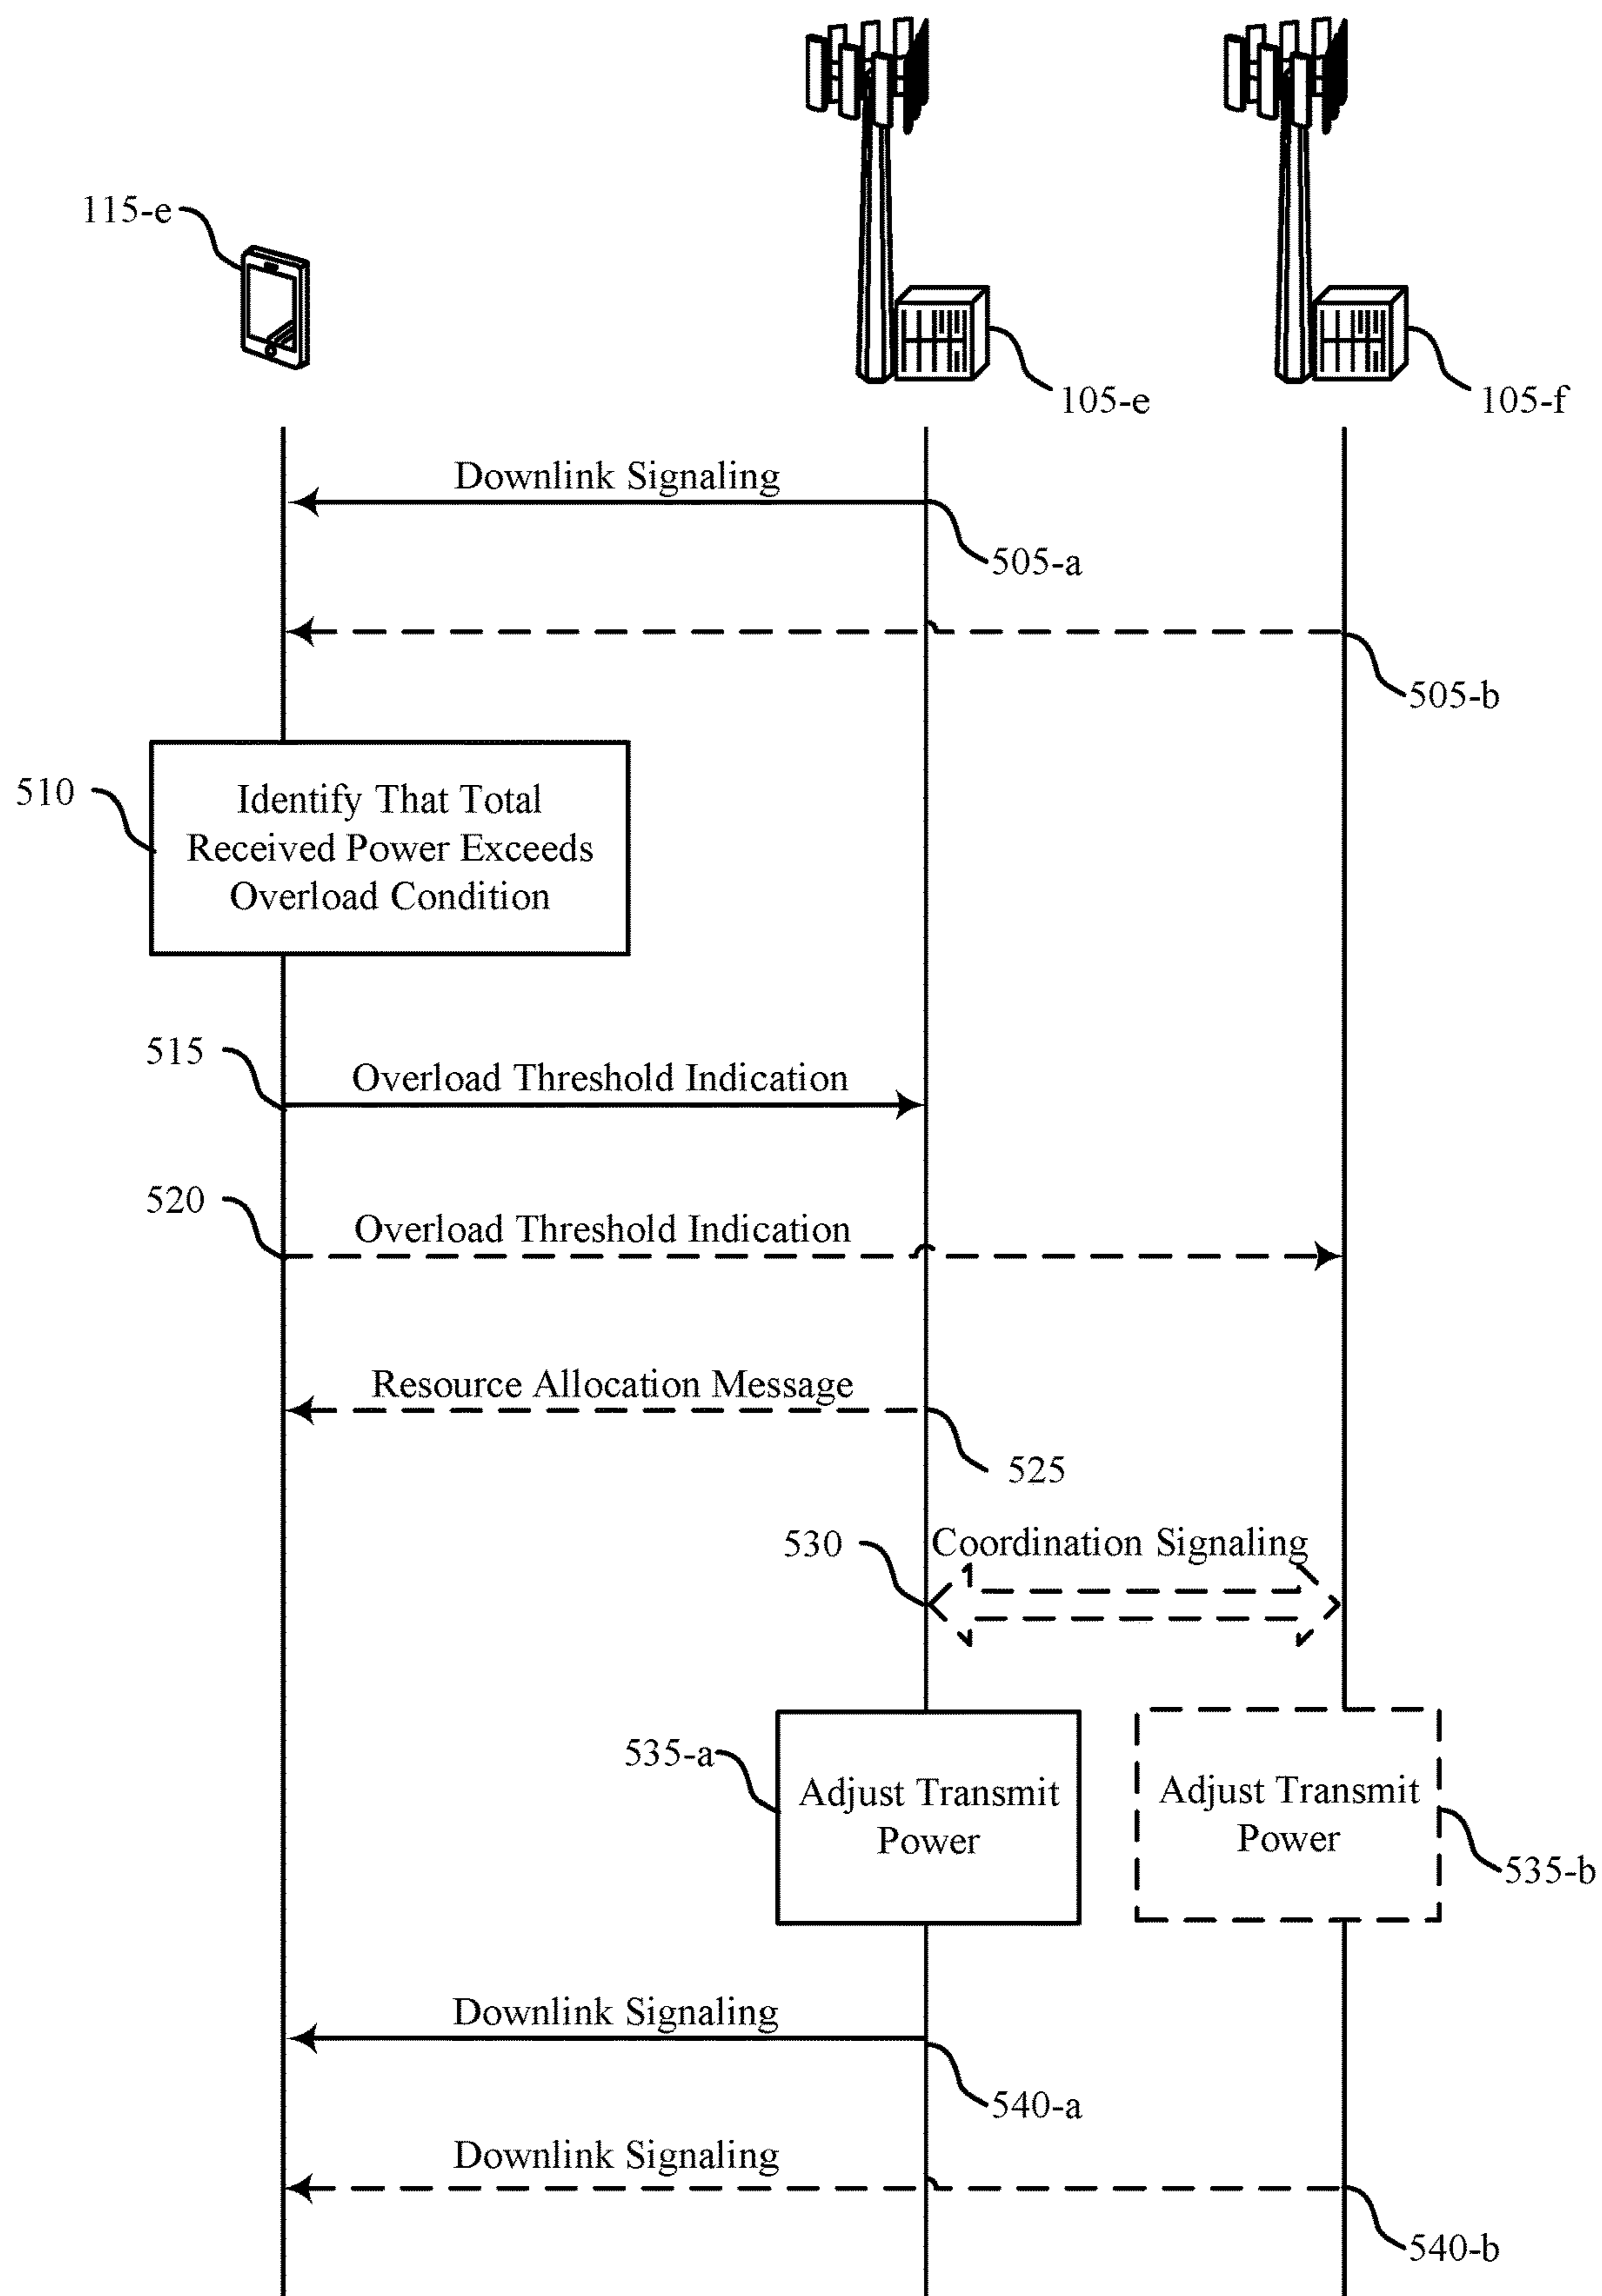 115-e
105-e
105-f
Downlink Signaling
505-a
505-b
510
Identify That Total
Received Power Exceeds
Overload Condition
515
Overload Threshold Indication
520
Overload Threshold Indication
Resource Allocation Message
525
530
Coordination Signaling
535-a
Adjust Transmit
Power
Adjust Transmit
Power
535-b
Downlink Signaling
540-a
Downlink Signaling
540-b